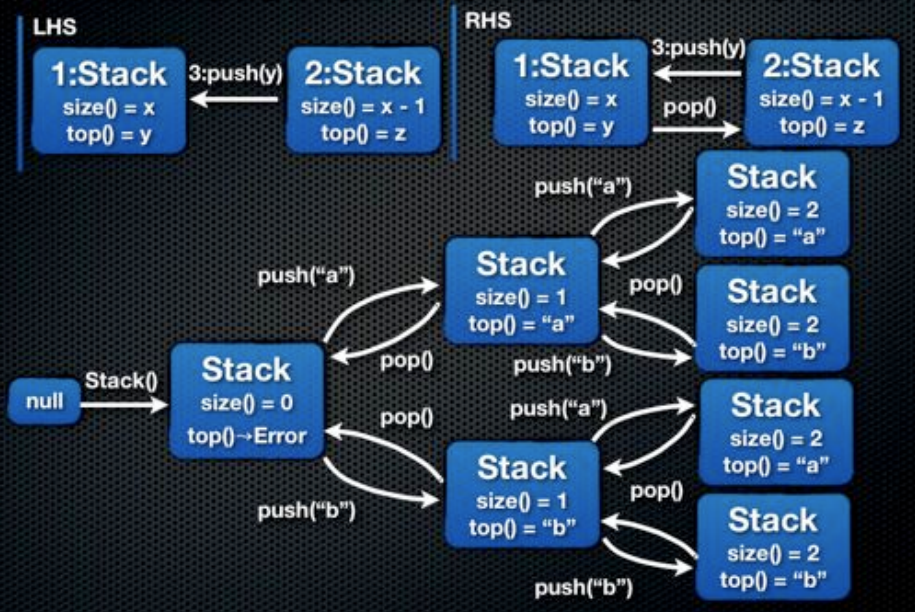 LHS
1:Stack
size() = x
top() = y
3:push(y)
2:Stack
size() = x - 1
top() = z
RHS
1:Stack
size() = x
top() = y
3:push(y)
pop()
2:Stack
size() = x - 1
top() = z
null
Stack()
Stack
size() = 0
top()→Error
push("a")
pop()
pop()
push("b")
Stack
size() = 1
top() = "a"
push("a")
pop()
push("b")
Stack
size() = 2
top() = "a"
Stack
size() = 2
top() = "b"
Stack
size() = 1
top() = "b"
push("a")
pop()
push("b")
Stack
size() = 2
top() = "a"
Stack
size() = 2
top() = "b"